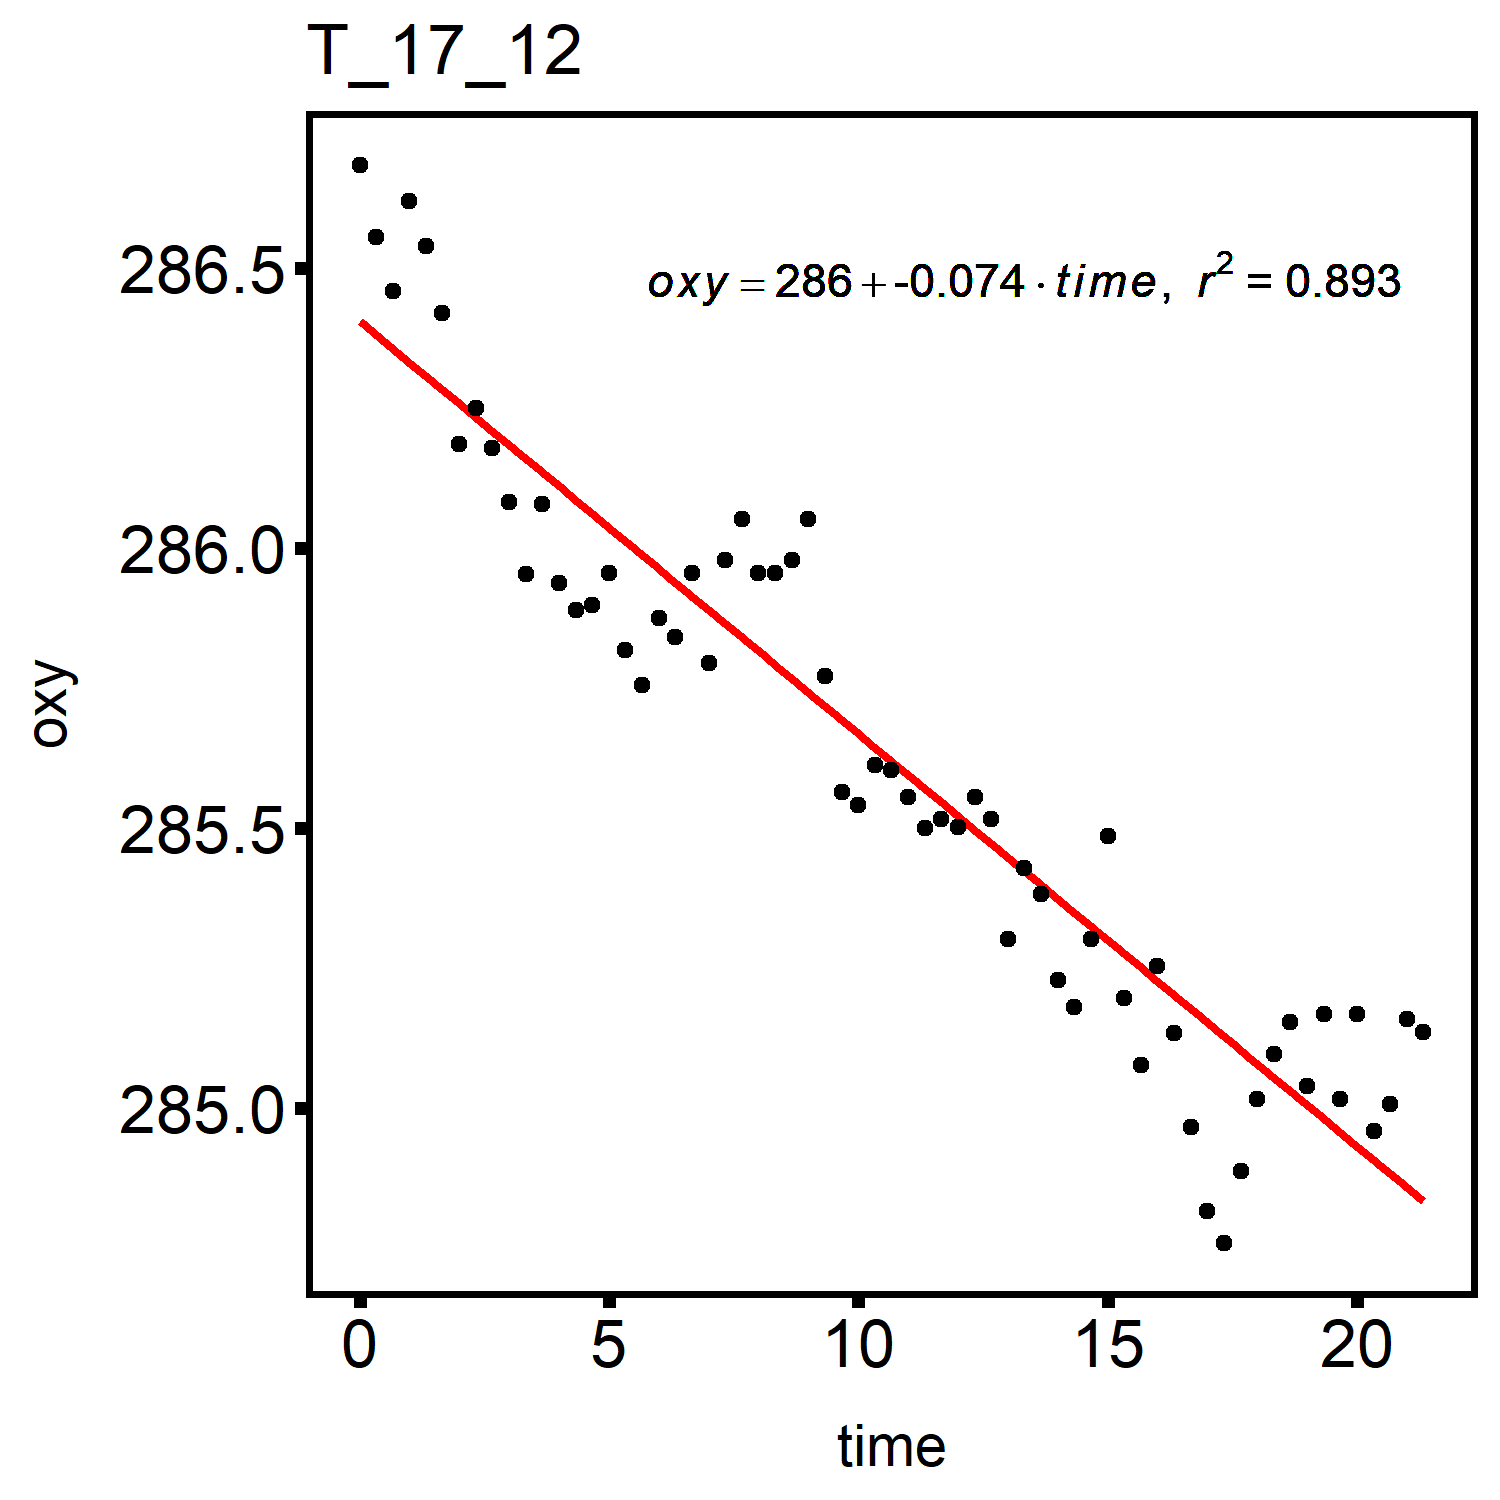 T_17_12
oxy = 286 + -0.074 · time, r² = 0.893
286.5
286.0
285.5
285.0
oxy
0 5 10 15 20
time